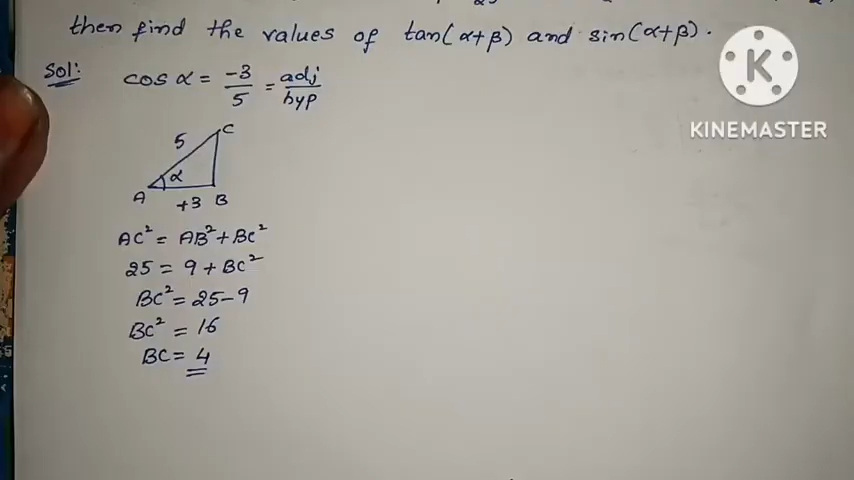 25
then find the values of tan(α+β) and sin(α+β).
Sol:
cos α = -3/5 = adj/hyp
5
C
α
A
+3
B
AC² = AB² + BC²
25 = 9 + BC²
BC² = 25-9
BC² = 16
BC = 4
K
KINEMASTER